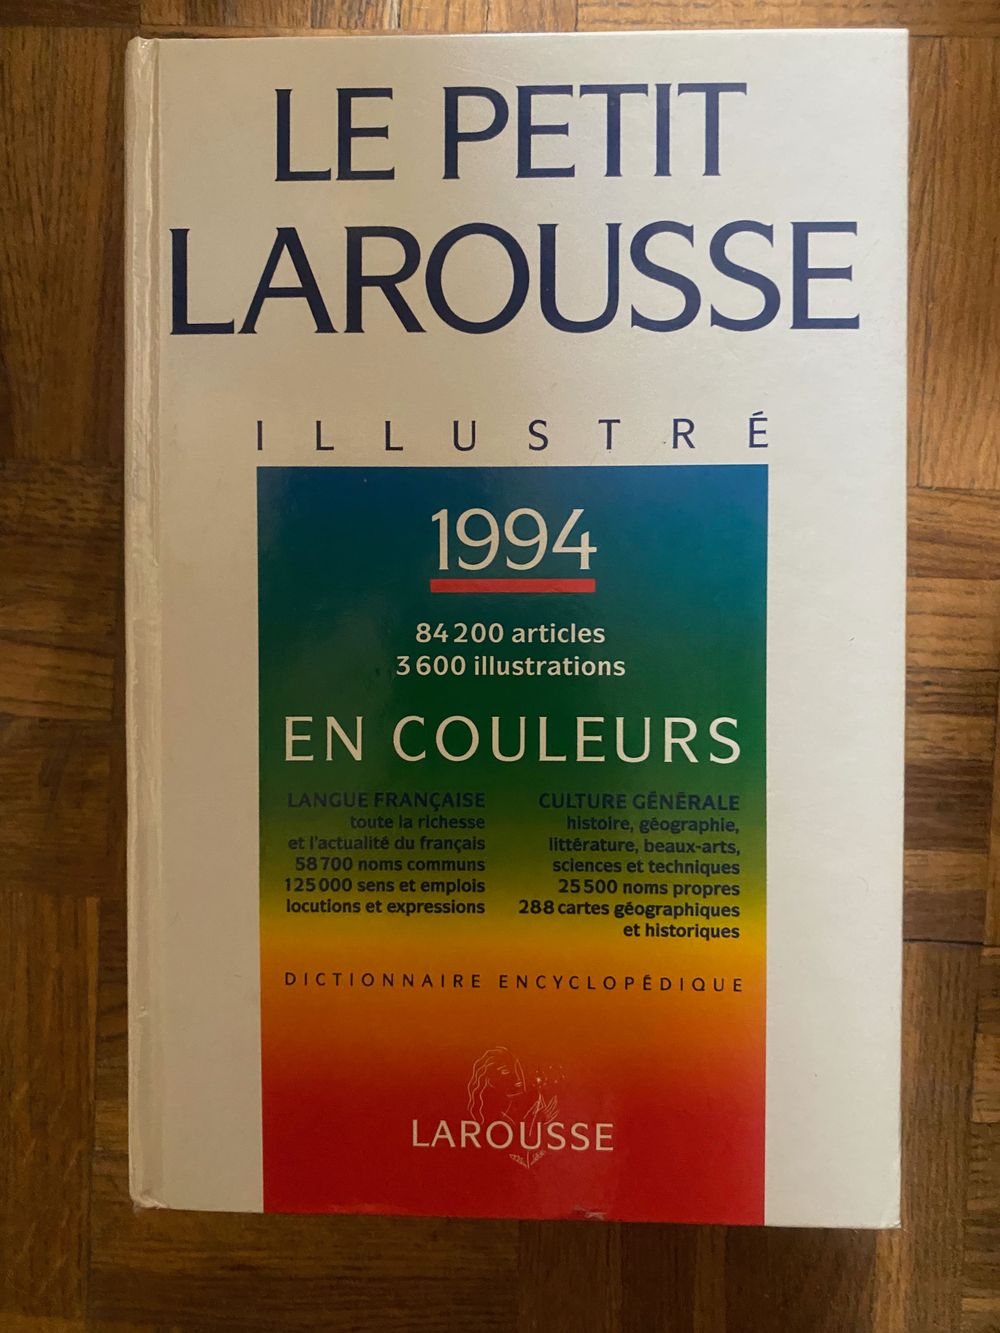 LE PETIT
LAROUSSE
ILLUSTRÉ
1994
84 200 articles
3 600 illustrations
EN COULEURS
LANGUE FRANÇAISE
toute la richesse
et l'actualité du français
58 700 noms communs
125 000 sens et emplois
locutions et expressions
CULTURE GÉNÉRALE
histoire, géographie,
littérature, beaux-arts,
sciences et techniques
25 500 noms propres
288 cartes géographiques
et historiques
DICTIONNAIRE ENCYCLOPÉDIQUE
LAROUSSE